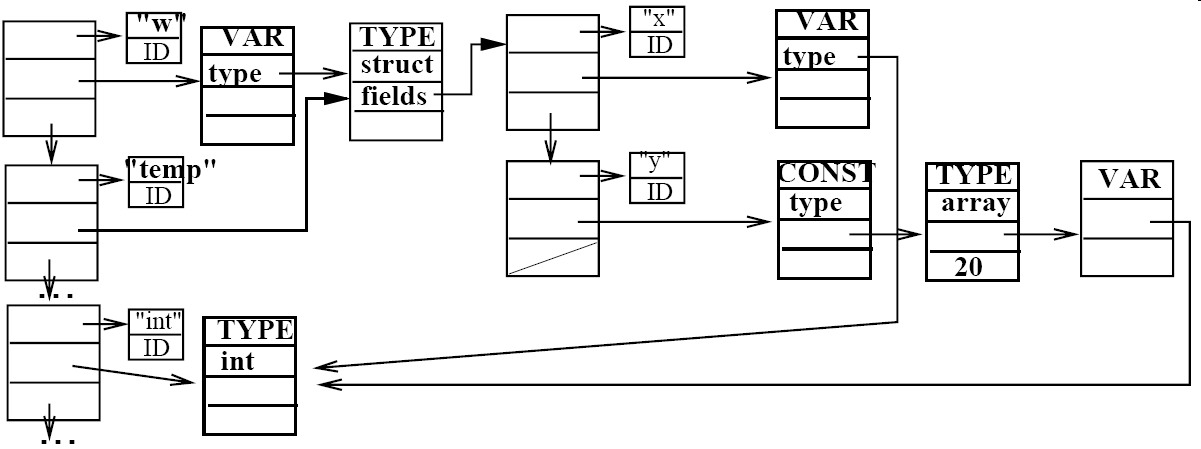 "w"
ID
VAR
type
TYPE
struct
fields
"x"
ID
VAR
type
"temp"
ID
"y"
ID
CONST
type
TYPE
array
20
VAR
...
"int"
ID
TYPE
int
...